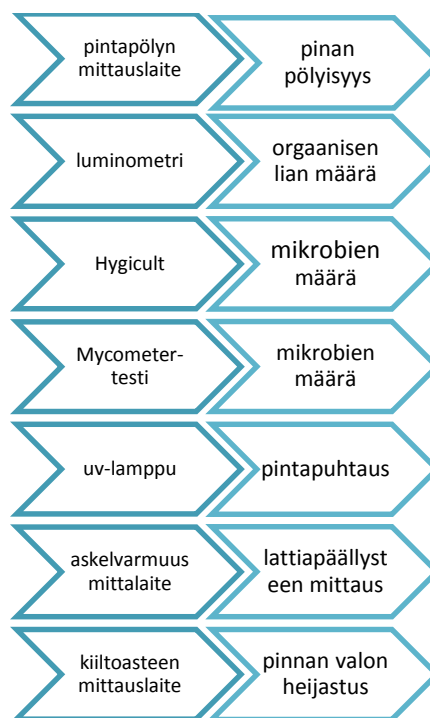 pintapölyn
mittauslaite
pinan
pölyisyys
luminometri
orgaanisen
lian määrä
Hygicult
mikrobien
määrä
Mycometer-
testi
mikrobien
määrä
uv-lamppu
pintapuhtaus
askelvarmuus
mittalaite
lattiapäällyst
een mittaus
kiiltoasteen
mittauslaite
pinnan valon
heijastus